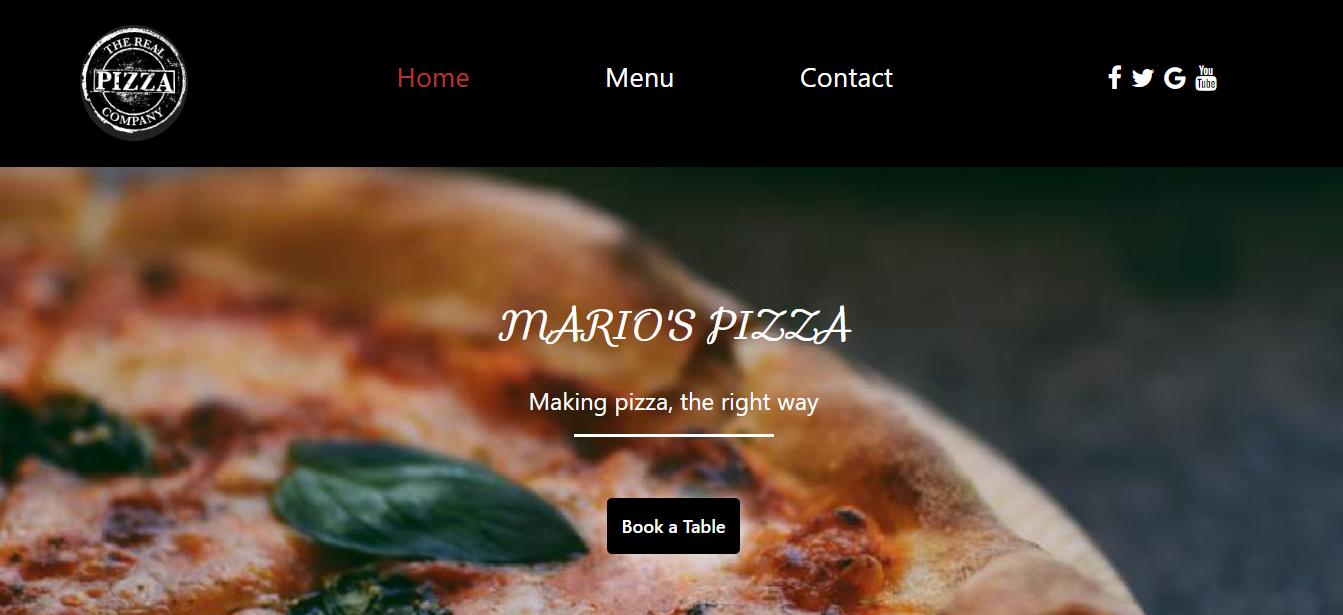 THE REAL
PIZZA
COMPANY
Home
Menu
Contact
f
G
You
Tube
MARIO'S PIZZA
Making pizza, the right way
Book a Table